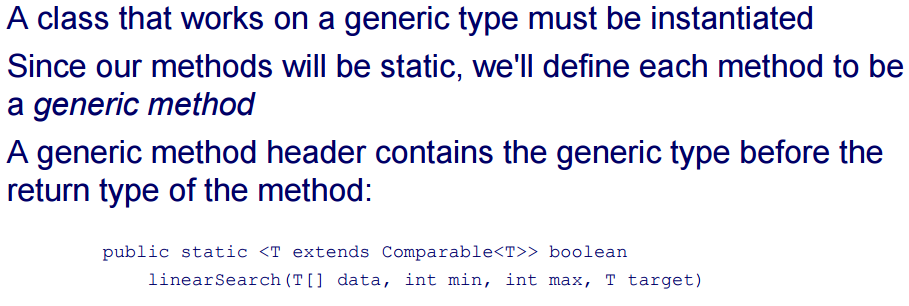 A class that works on a generic type must be instantiated
Since our methods will be static, we'll define each method to be
a generic method
A generic method header contains the generic type before the
return type of the method:
public static <T extends Comparable<T>> boolean
linearSearch(T[] data, int min, int max, T target)